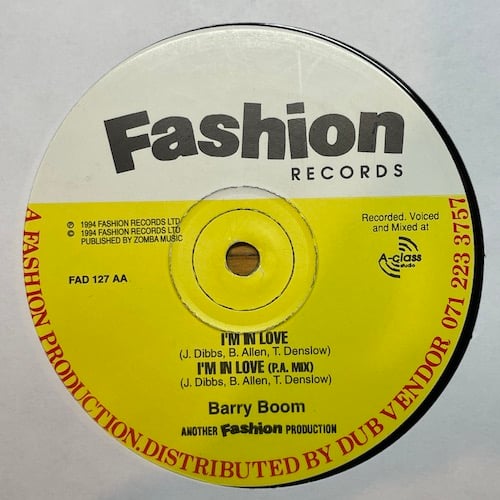 Fashion
RECORDS
℗ 1994 FASHION RECORDS LTD
© 1994 FASHION RECORDS LTD
PUBLISHED BY ZOMBA MUSIC
Recorded. Voiced
and Mixed at
A-class
studio
FAD 127 AA
I'M IN LOVE
(J. Dibbs, B. Allen, T. Denslow)
I'M IN LOVE (P.A. MIX)
(J. Dibbs, B. Allen, T. Denslow)
Barry Boom
ANOTHER Fashion PRODUCTION
A FASHION PRODUCTION. DISTRIBUTED BY DUB VENDOR 071 223 3757